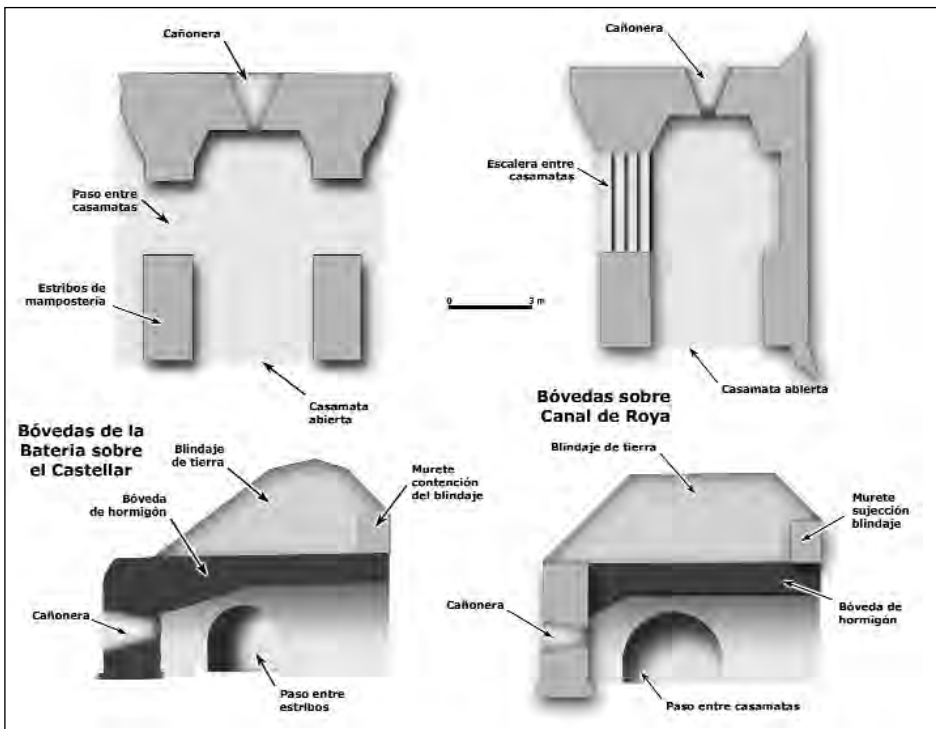 Cañonera
Paso entre
casamatas
Estribos de
mampostería
Casamata
abierta
Cañonera
Escalera entre
casamatas
0 3 m
Casamata abierta
Bóvedas de la
Bateria sobre
el Castellar
Blindaje
de tierra
Murete
contención
del blindaje
Bóveda
de hormigón
Cañonera
Paso entre
estribos
Bóvedas sobre
Canal de Roya
Blindaje de tierra
Murete
sujección
blindaje
Cañonera
Bóveda de
hormigón
Paso entre casamatas